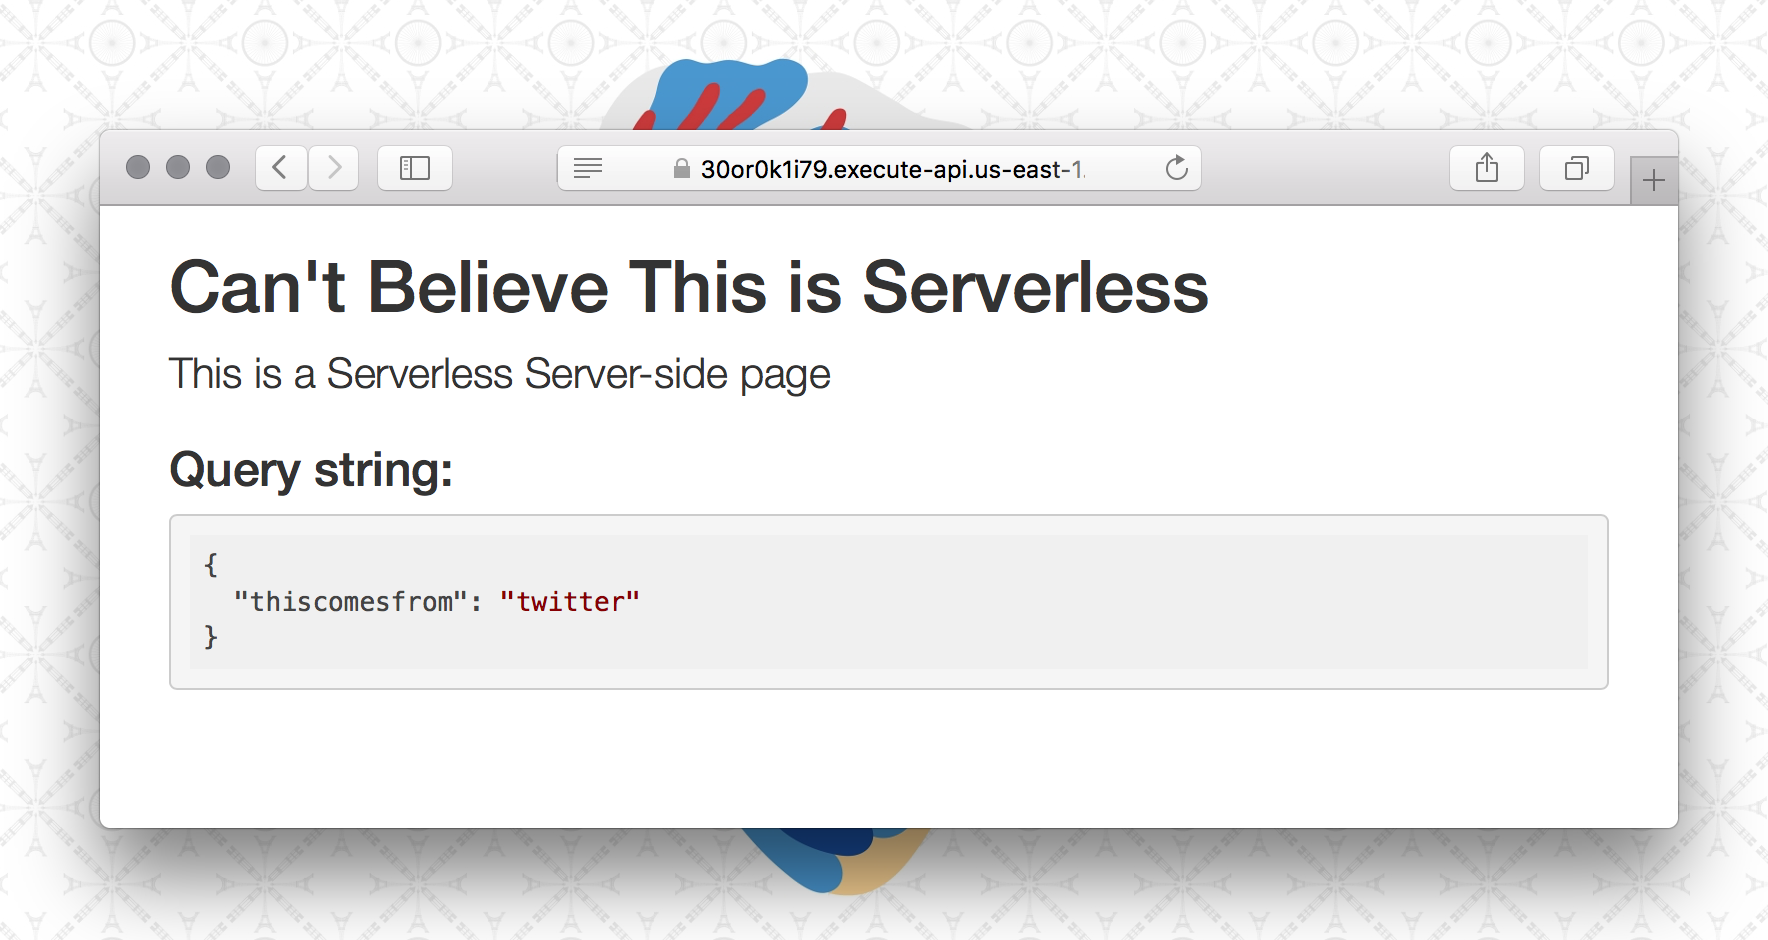 30or0k1i79.execute-api.us-east-1.
Can't Believe This is Serverless
This is a Serverless Server-side page
Query string:
{
"thiscomesfrom": "twitter"
}